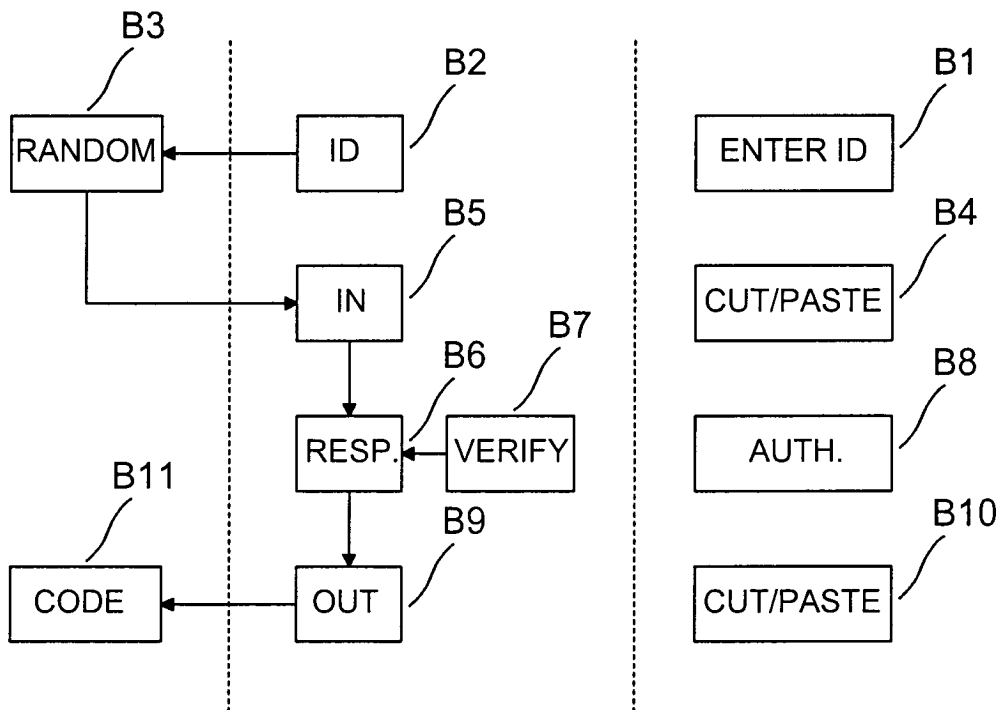 B3
B2
B1
RANDOM
ID
ENTER ID
B5
B4
IN
CUT/PASTE
B7
B6
B8
RESP.
VERIFY
AUTH.
B11
B9
B10
CODE
OUT
CUT/PASTE